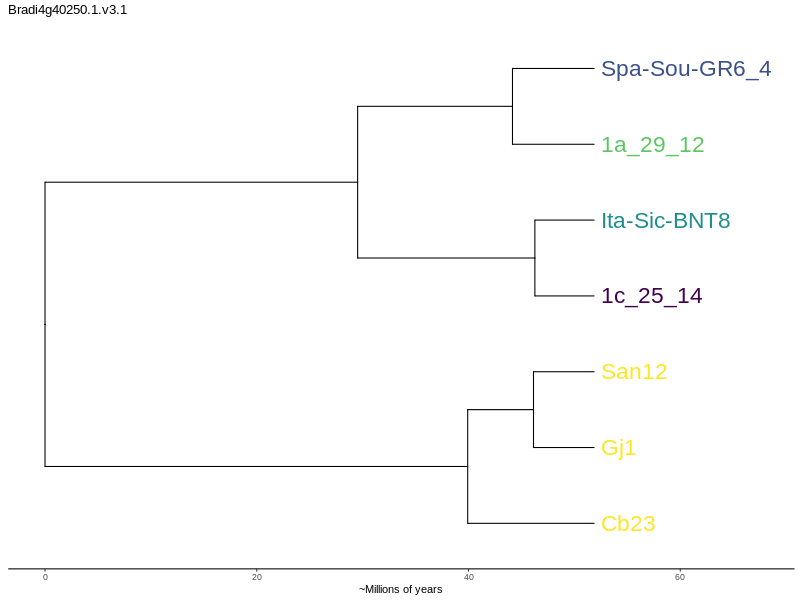 Bradi4g40250.1.v3.1
Spa-Sou-GR6_4
1a_29_12
Ita-Sic-BNT8
1c_25_14
San12
Gj1
Cb23
0 20 40 60
~Millions of years